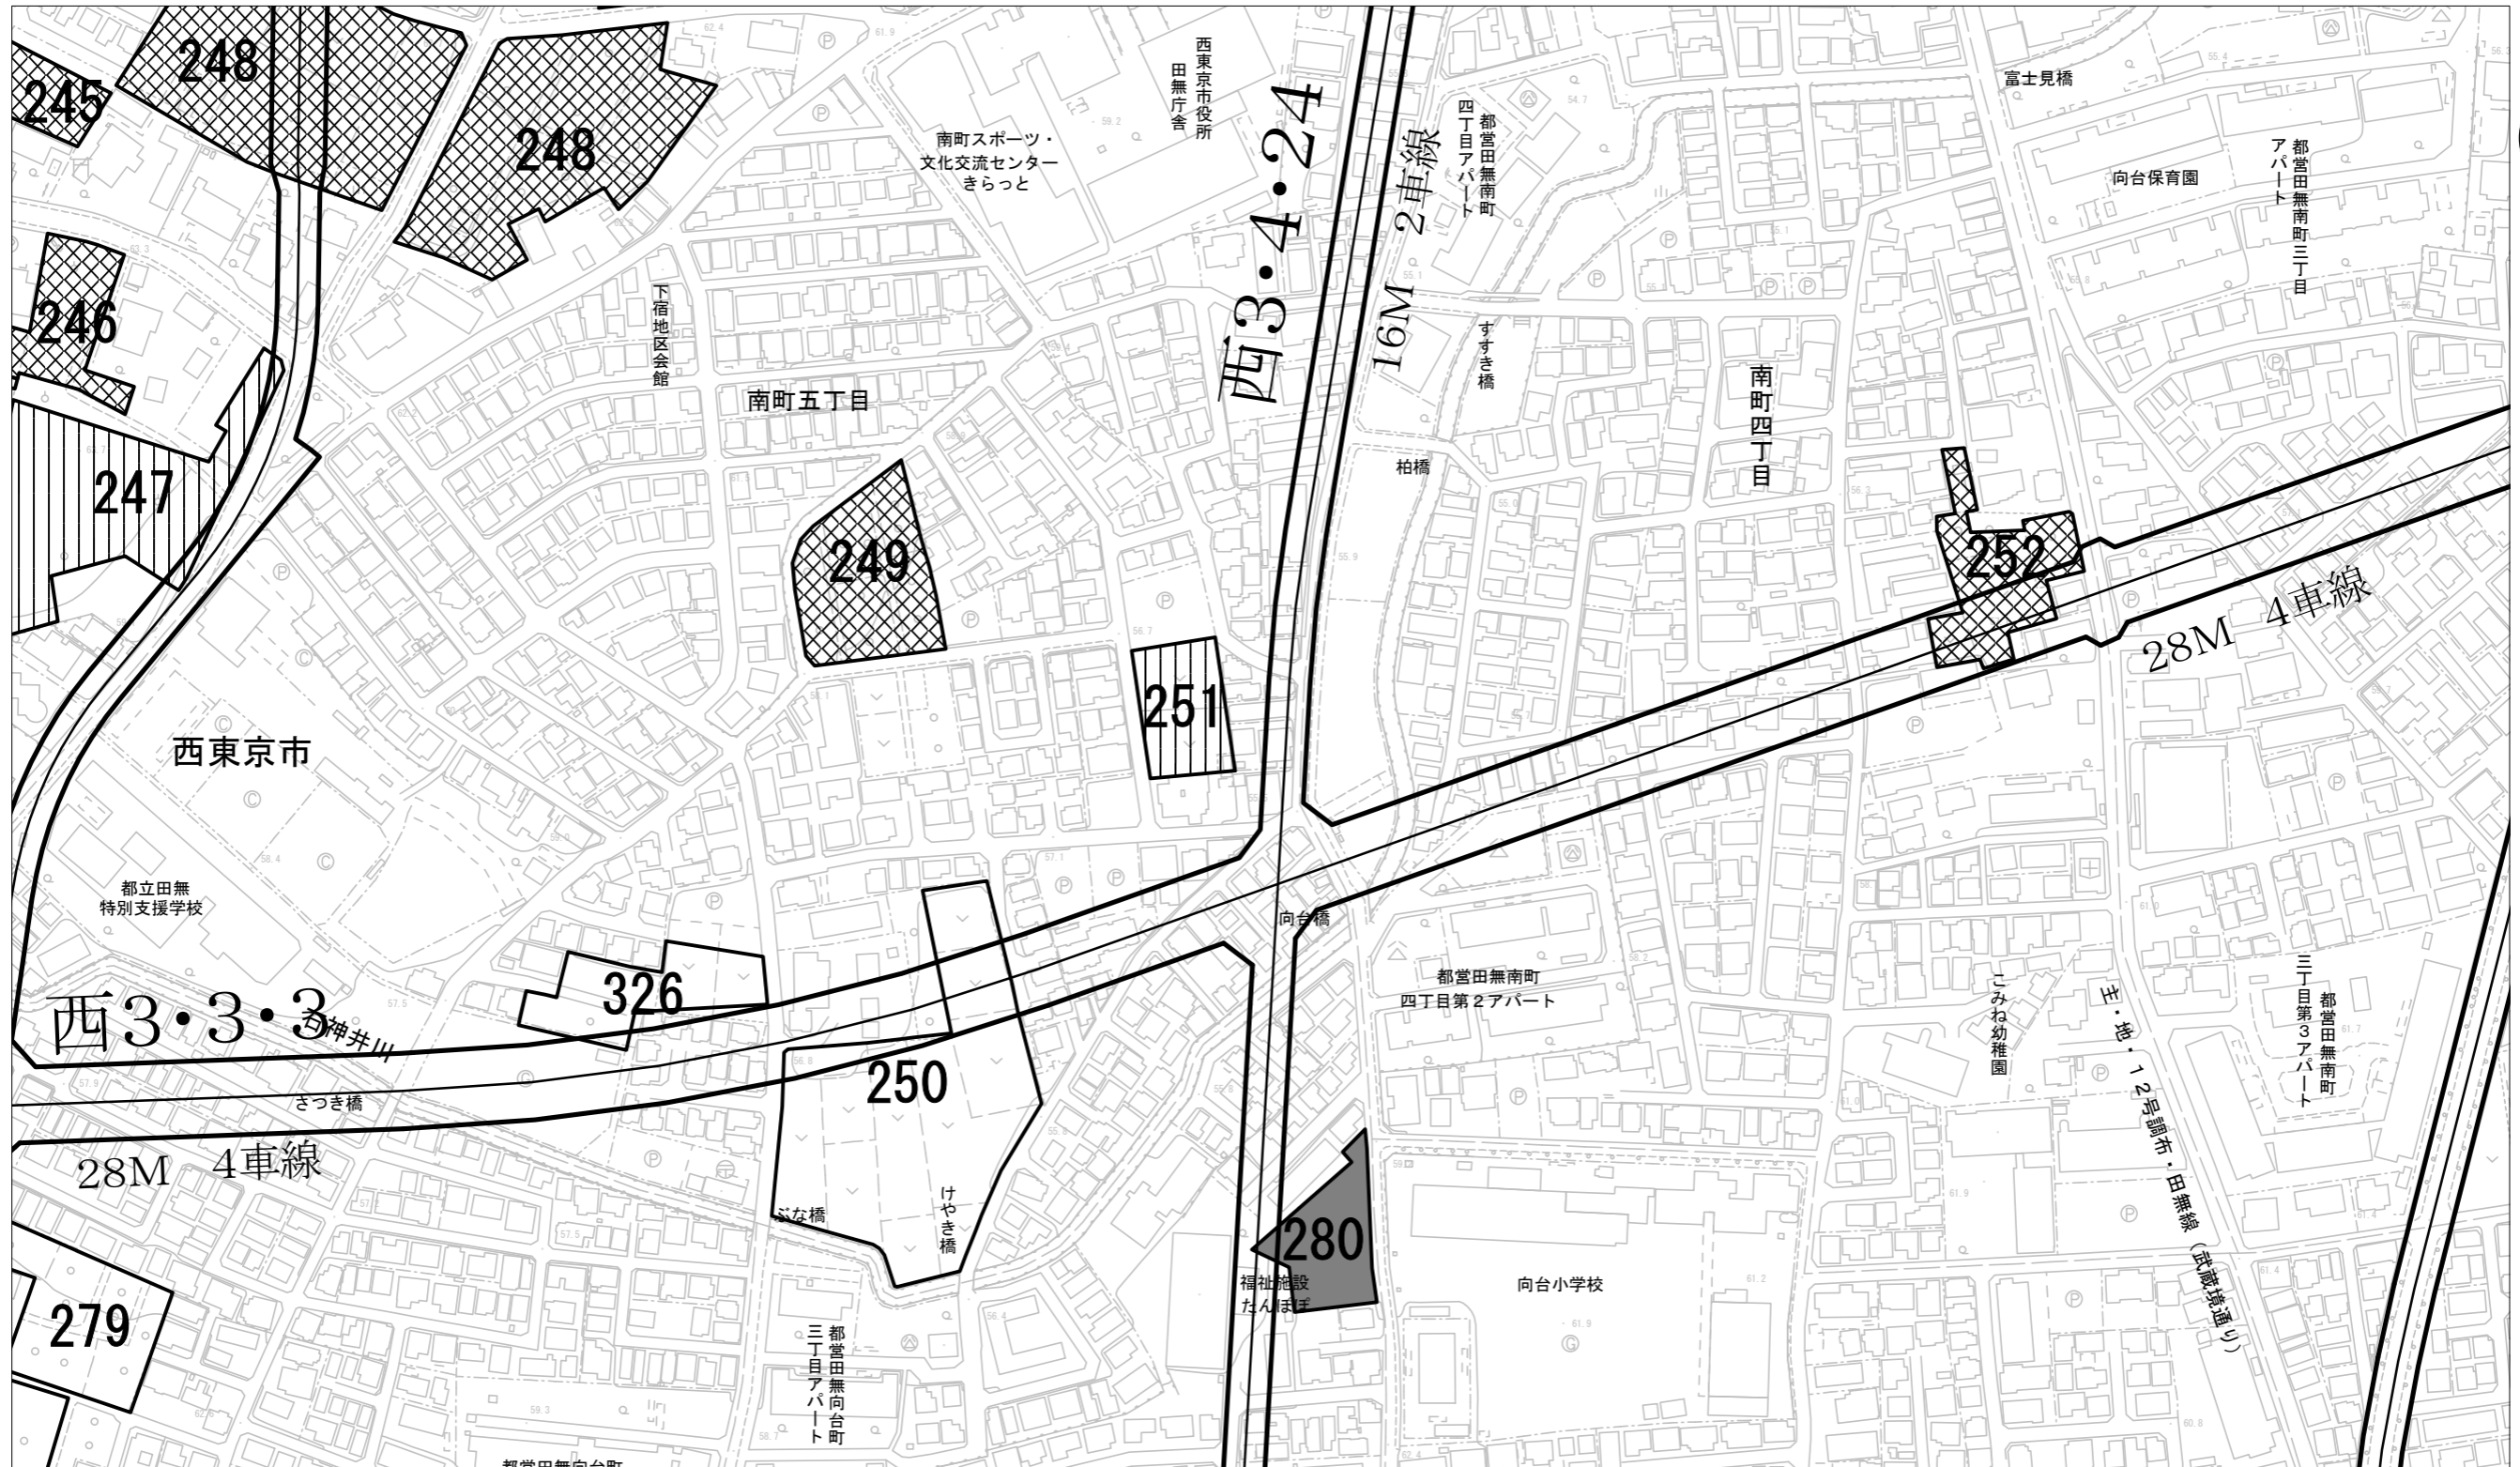 248
245
248
246
247
249
251
252
326
250
280
279
西3・4・24
16M 2車線
28M 4車線
西3・3・3
28M 4車線
西東京市役所
田無庁舎
南町スポーツ・
文化交流センター
きらっと
都営田無南町
四丁目アパート
富士見橋
向台保育園
都営田無南町三丁目
アパート
下宿地区会館
南町五丁目
すすき橋
南町四丁目
柏橋
西東京市
都立田無
特別支援学校
石神井川
さつき橋
向台橋
都営田無南町
四丁目第2アパート
こみね幼稚園
主・地・12号調布・田無線（武蔵境通り）
都営田無南町
三丁目第3アパート
ぶな橋
けやき橋
福祉施設
たんぽぽ
向台小学校
都営田無向台町
三丁目アパート
都営田無向台町